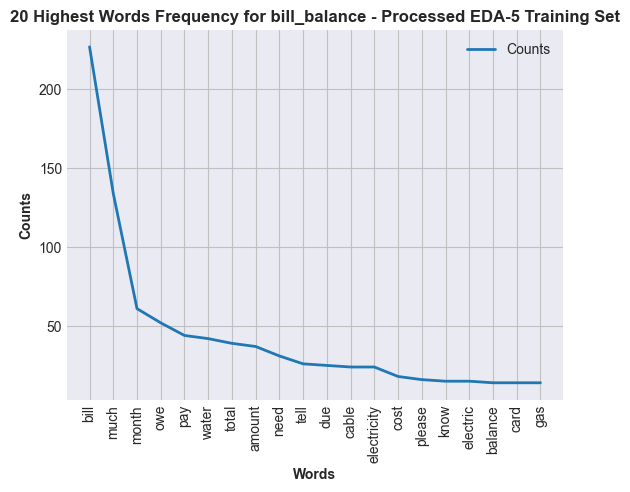 20 Highest Words Frequency for bill_balance - Processed EDA-5 Training Set
Counts
200
150
100
50
Counts
bill
much
month
owe
pay
water
total
amount
need
tell
due
cable
electricity
cost
please
know
electric
balance
card
gas
Words